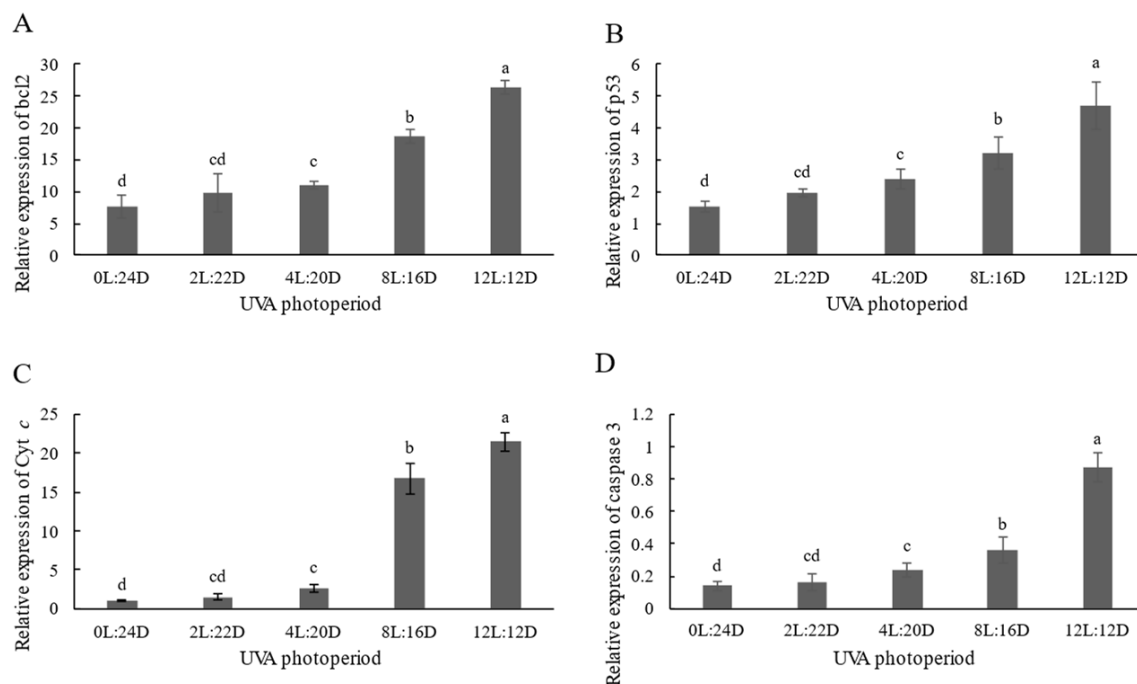 A
Relative expression of bcl2
30
25
20
15
10
5
0
d
cd
c
b
a
0L:24D 2L:22D 4L:20D 8L:16D 12L:12D
UVA photoperiod
B
Relative expression of p53
6
5
4
3
2
1
0
d
cd
c
b
a
0L:24D 2L:22D 4L:20D 8L:16D 12L:12D
UVA photoperiod
C
Relative expression of Cyt c
25
20
15
10
5
0
d
cd
c
b
a
0L:24D 2L:22D 4L:20D 8L:16D 12L:12D
UVA photoperiod
D
Relative expression of caspase 3
1.2
1
0.8
0.6
0.4
0.2
0
d
cd
c
b
a
0L:24D 2L:22D 4L:20D 8L:16D 12L:12D
UVA photoperiod